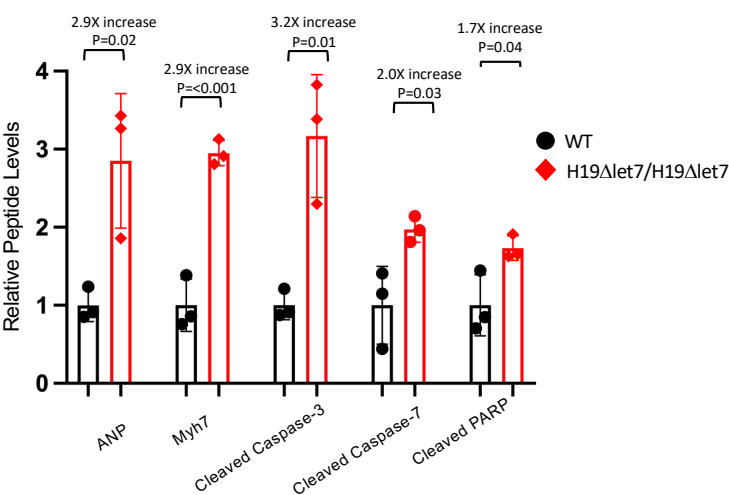 2.9X increase
P=0.02
2.9X increase
P=<0.001
3.2X increase
P=0.01
2.0X increase
P=0.03
1.7X increase
P=0.04
Relative Peptide Levels
4
3
2
1
0
WT
H19Δlet7/H19Δlet7
ANP
Myh7
Cleaved Caspase-3
Cleaved Caspase-7
Cleaved PARP